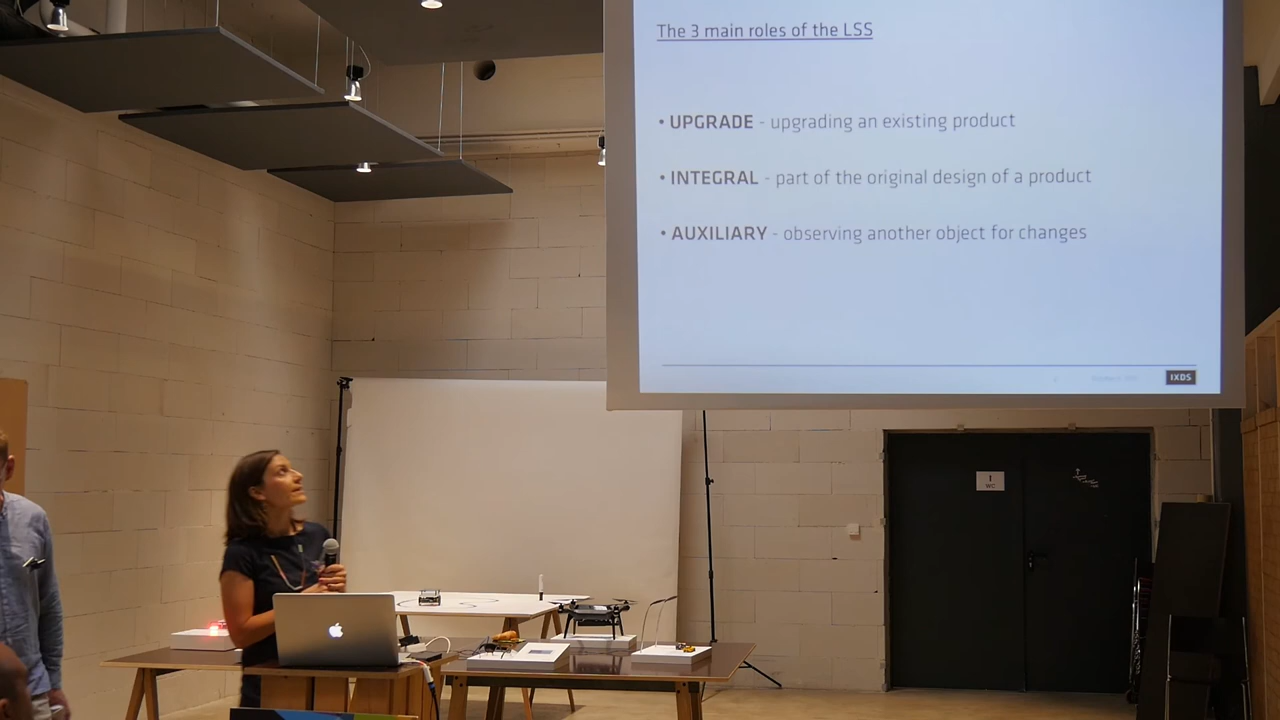 The 3 main roles of the LSS
• UPGRADE - upgrading an existing product
• INTEGRAL - part of the original design of a product
• AUXILIARY - observing another object for changes
IXDS
WC